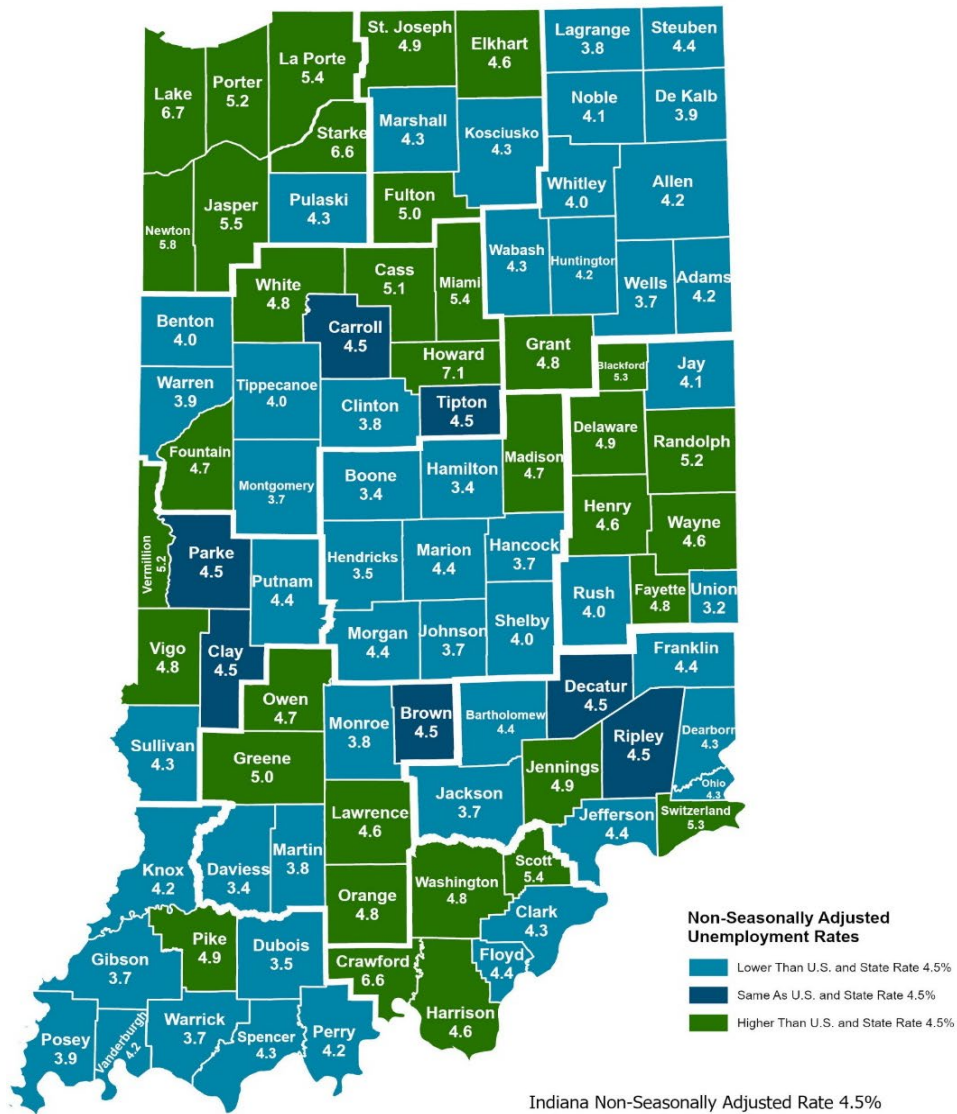 St. Joseph
4.9
Elkhart
4.6
Lagrange
3.8
Steuben
4.4
La Porte
5.4
Porter
5.2
Lake
6.7
Noble
4.1
De Kalb
3.9
Marshall
4.3
Kosciusko
4.3
Starke
6.6
Whitley
4.0
Allen
4.2
Pulaski
4.3
Fulton
5.0
Jasper
5.5
Newton
5.8
Wabash
4.3
Huntington
4.2
Wells
3.7
Adams
4.2
White
4.8
Cass
5.1
Miami
5.4
Benton
4.0
Carroll
4.5
Howard
7.1
Grant
4.8
Blackford
5.3
Jay
4.1
Warren
3.9
Tippecanoe
4.0
Clinton
3.8
Tipton
4.5
Fountain
4.7
Madison
4.7
Delaware
4.9
Randolph
5.2
Montgomery
3.7
Boone
3.4
Hamilton
3.4
Henry
4.6
Wayne
4.6
Vermillion
5.2
Parke
4.5
Putnam
4.4
Hendricks
3.5
Marion
4.4
Hancock
3.7
Rush
4.0
Fayette
4.8
Union
3.2
Vigo
4.8
Clay
4.5
Morgan
4.4
Johnson
3.7
Shelby
4.0
Franklin
4.4
Owen
4.7
Decatur
4.5
Monroe
3.8
Brown
4.5
Bartholomew
4.4
Ripley
4.5
Dearborn
4.3
Sullivan
4.3
Greene
5.0
Jennings
4.9
Ohio
4.3
Jackson
3.7
Jefferson
4.4
Switzerland
5.3
Lawrence
4.6
Knox
4.2
Daviess
3.4
Martin
3.8
Washington
4.8
Scott
5.4
Orange
4.8
Clark
4.3
Pike
4.9
Dubois
3.5
Gibson
3.7
Crawford
6.6
Floyd
4.4
Harrison
4.6
Posey
3.9
Vanderburgh
4.2
Warrick
3.7
Spencer
4.3
Perry
4.2
Non-Seasonally Adjusted
Unemployment Rates
Lower Than U.S. and State Rate 4.5%
Same As U.S. and State Rate 4.5%
Higher Than U.S. and State Rate 4.5%
Indiana Non-Seasonally Adjusted Rate 4.5%